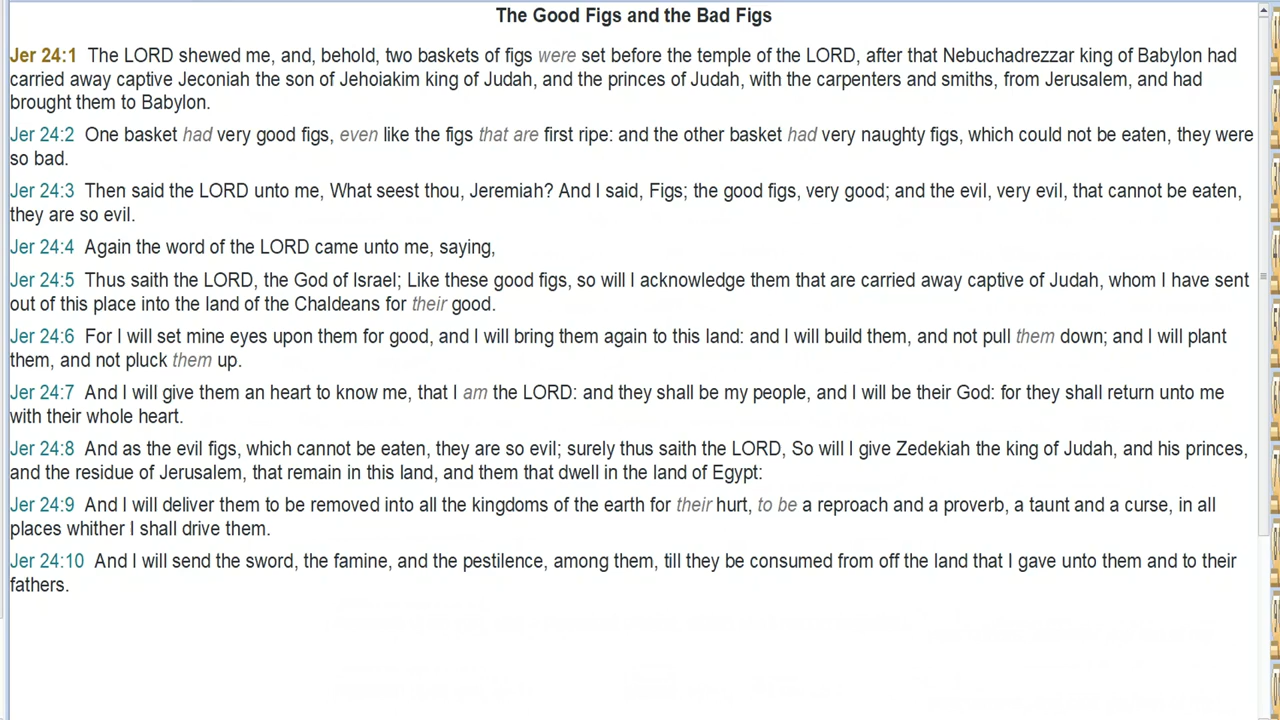 The Good Figs and the Bad Figs
Jer 24:1 The LORD shewed me, and, behold, two baskets of figs were set before the temple of the LORD, after that Nebuchadrezzar king of Babylon had
carried away captive Jeconiah the son of Jehoiakim king of Judah, and the princes of Judah, with the carpenters and smiths, from Jerusalem, and had
brought them to Babylon.
Jer 24:2 One basket had very good figs, even like the figs that are first ripe: and the other basket had very naughty figs, which could not be eaten, they were
so bad.
Jer 24:3 Then said the LORD unto me, What seest thou, Jeremiah? And I said, Figs; the good figs, very good; and the evil, very evil, that cannot be eaten,
they are so evil.
Jer 24:4 Again the word of the LORD came unto me, saying,
Jer 24:5 Thus saith the LORD, the God of Israel; Like these good figs, so will I acknowledge them that are carried away captive of Judah, whom I have sent
out of this place into the land of the Chaldeans for their good.
Jer 24:6 For I will set mine eyes upon them for good, and I will bring them again to this land: and I will build them, and not pull them down; and I will plant
them, and not pluck them up.
Jer 24:7 And I will give them an heart to know me, that I am the LORD: and they shall be my people, and I will be their God: for they shall return unto me
with their whole heart.
Jer 24:8 And as the evil figs, which cannot be eaten, they are so evil; surely thus saith the LORD, So will I give Zedekiah the king of Judah, and his princes,
and the residue of Jerusalem, that remain in this land, and them that dwell in the land of Egypt:
Jer 24:9 And I will deliver them to be removed into all the kingdoms of the earth for their hurt, to be a reproach and a proverb, a taunt and a curse, in all
places whither I shall drive them.
Jer 24:10 And I will send the sword, the famine, and the pestilence, among them, till they be consumed from off the land that I gave unto them and to their
fathers.